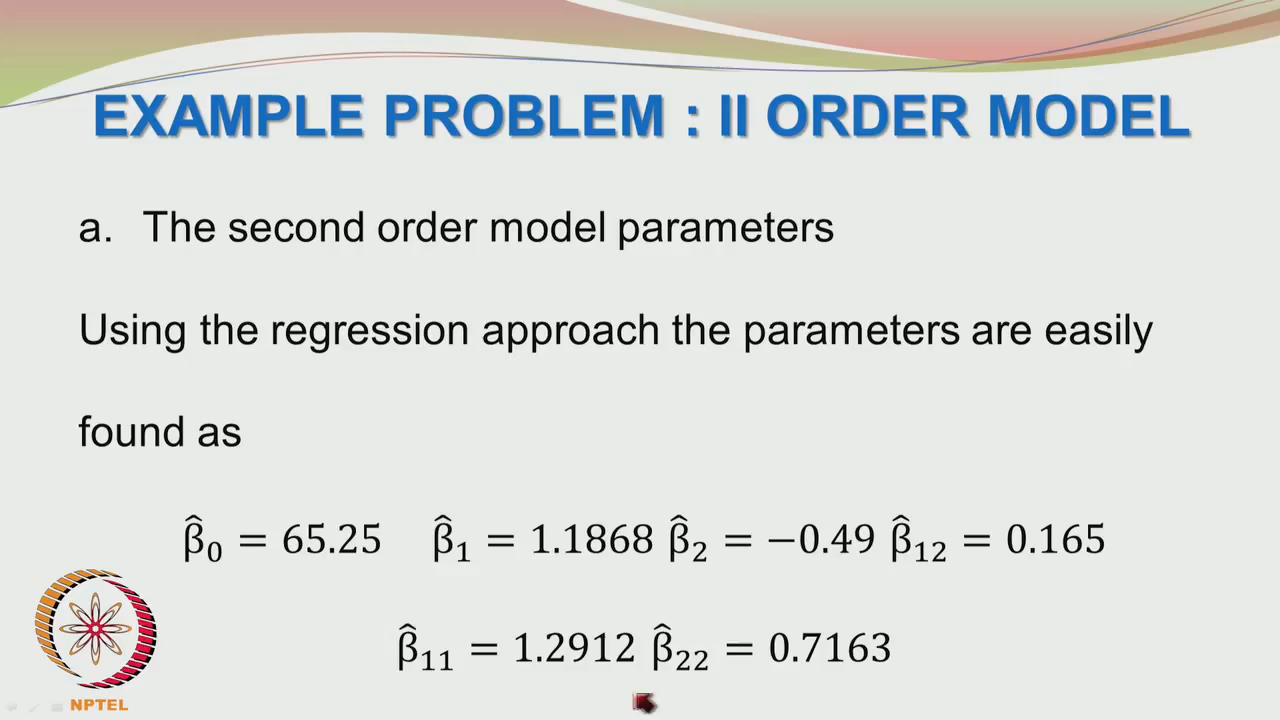 EXAMPLE PROBLEM : II ORDER MODEL
a. The second order model parameters
Using the regression approach the parameters are easily
found as
β̂₀ = 65.25 β̂₁ = 1.1868 β̂₂ = −0.49 β̂₁₂ = 0.165
β̂₁₁ = 1.2912 β̂₂₂ = 0.7163
NPTEL